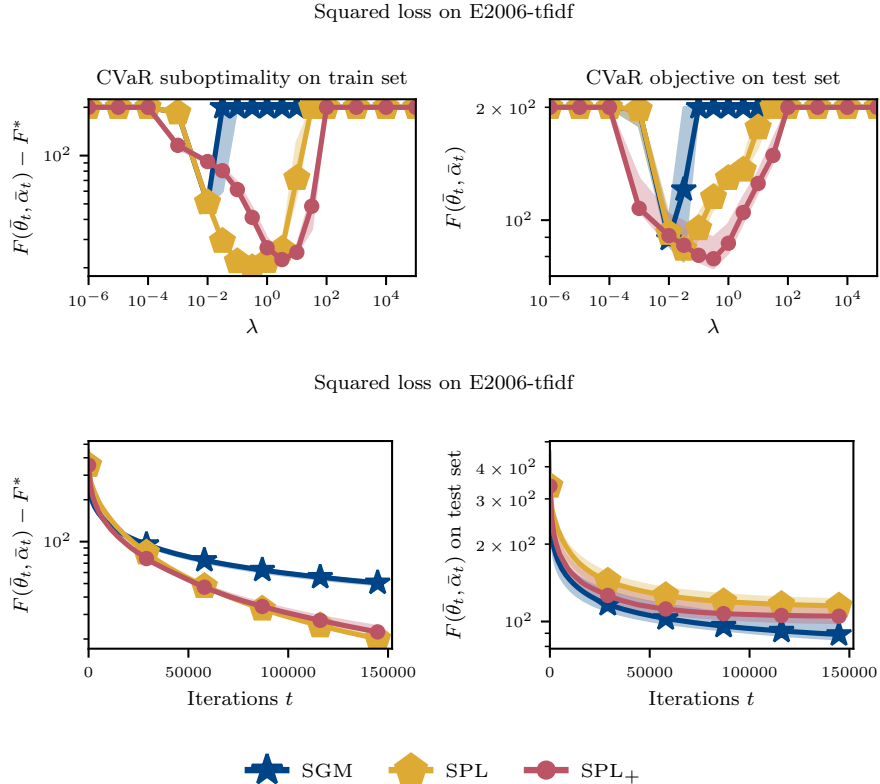 Squared loss on E2006-tfidf
CVaR suboptimality on train set
CVaR objective on test set
F(θ̄ₜ, ᾱₜ) − F*
10²
10⁻⁶ 10⁻⁴ 10⁻² 10⁰ 10² 10⁴
λ
F(θ̄ₜ, ᾱₜ)
2 × 10²
10²
10⁻⁶ 10⁻⁴ 10⁻² 10⁰ 10² 10⁴
λ
Squared loss on E2006-tfidf
F(θ̄ₜ, ᾱₜ) − F*
10²
0 50000 100000 150000
Iterations t
F(θ̄ₜ, ᾱₜ) on test set
4 × 10²
3 × 10²
2 × 10²
10²
0 50000 100000 150000
Iterations t
SGM SPL SPL₊